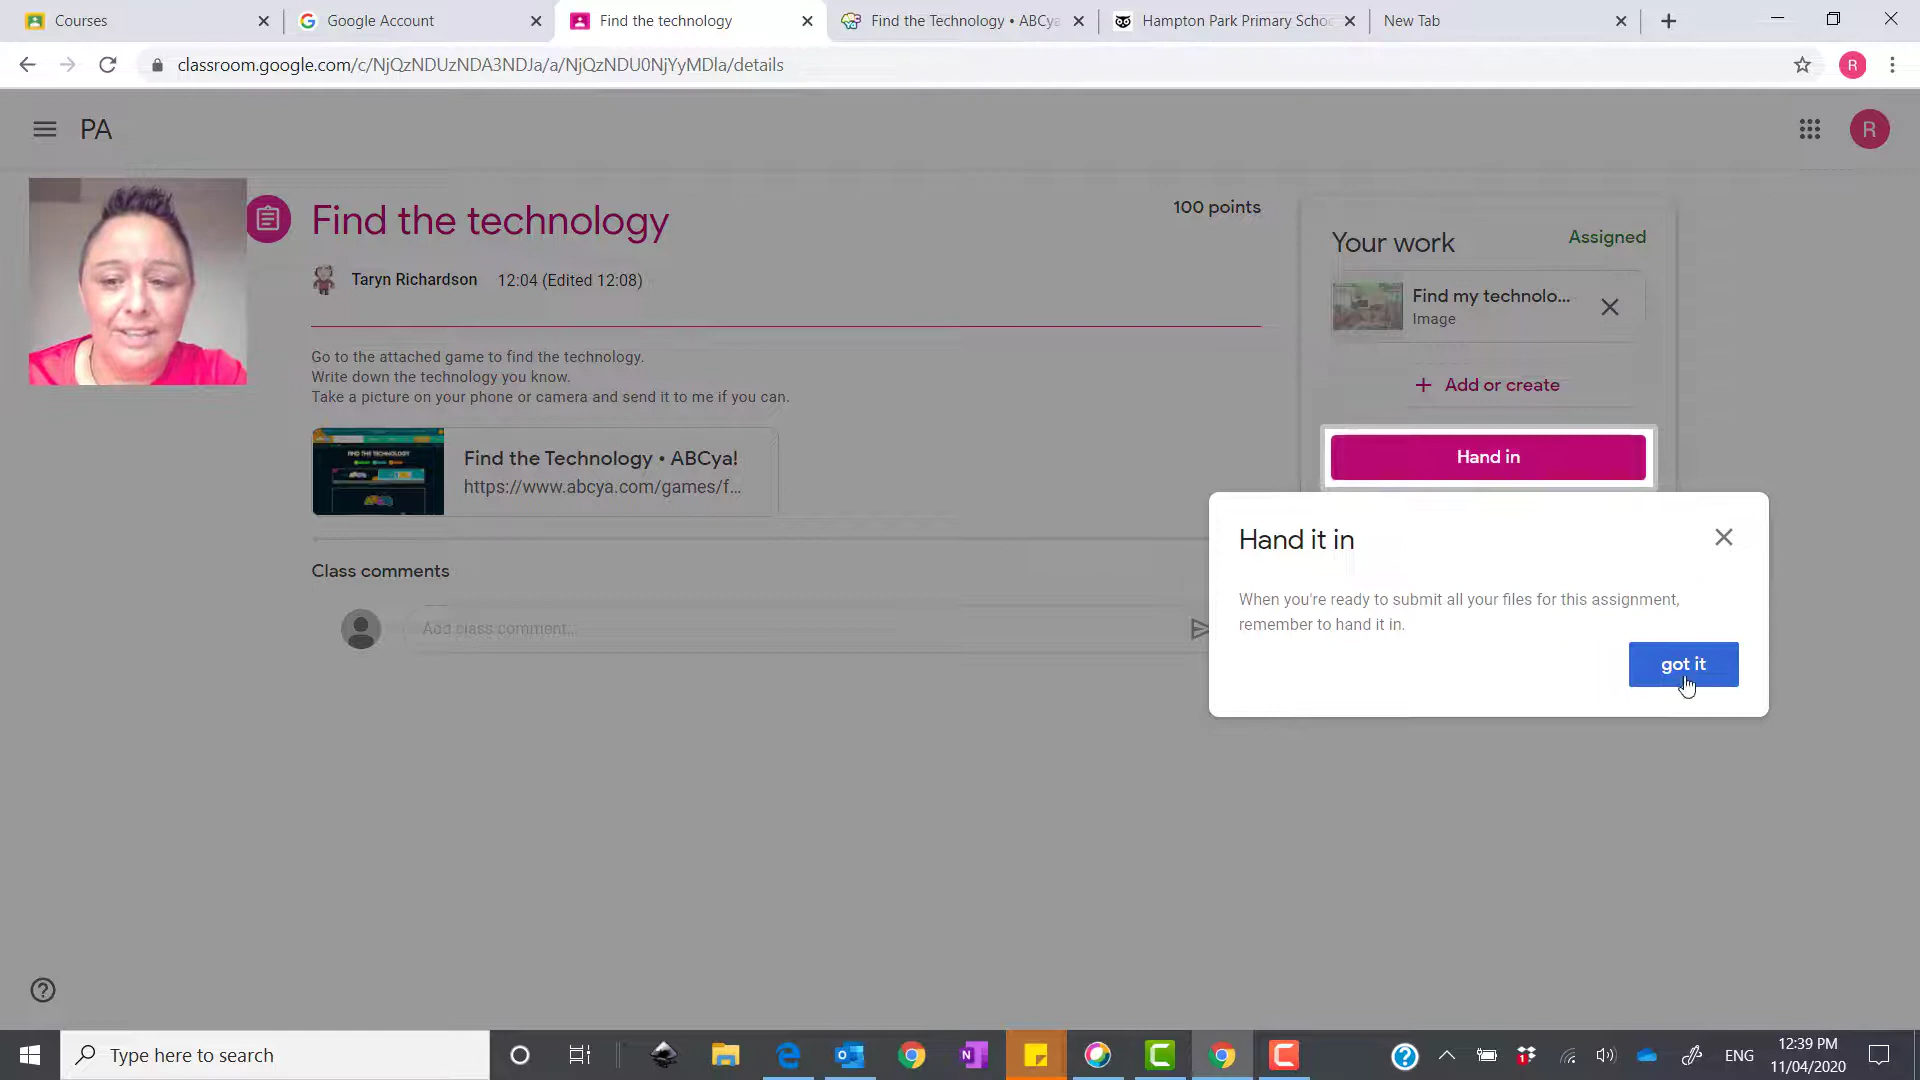 Courses
Google Account
Find the technology
Find the Technology • ABCya
Hampton Park Primary Schoo
New Tab
classroom.google.com/c/NjQzNDUzNDA3NDJa/a/NjQzNDU0NjYyMDla/details
R
PA
R
Find the technology
100 points
Taryn Richardson 12:04 (Edited 12:08)
Go to the attached game to find the technology.
Write down the technology you know.
Take a picture on your phone or camera and send it to me if you can.
Find the Technology • ABCya!
https://www.abcya.com/games/f...
Class comments
Add class comment...
Your work
Assigned
Find my technolo...
Image
+ Add or create
Hand in
Hand it in
When you're ready to submit all your files for this assignment,
remember to hand it in.
got it
Type here to search
ENG
12:39 PM
11/04/2020